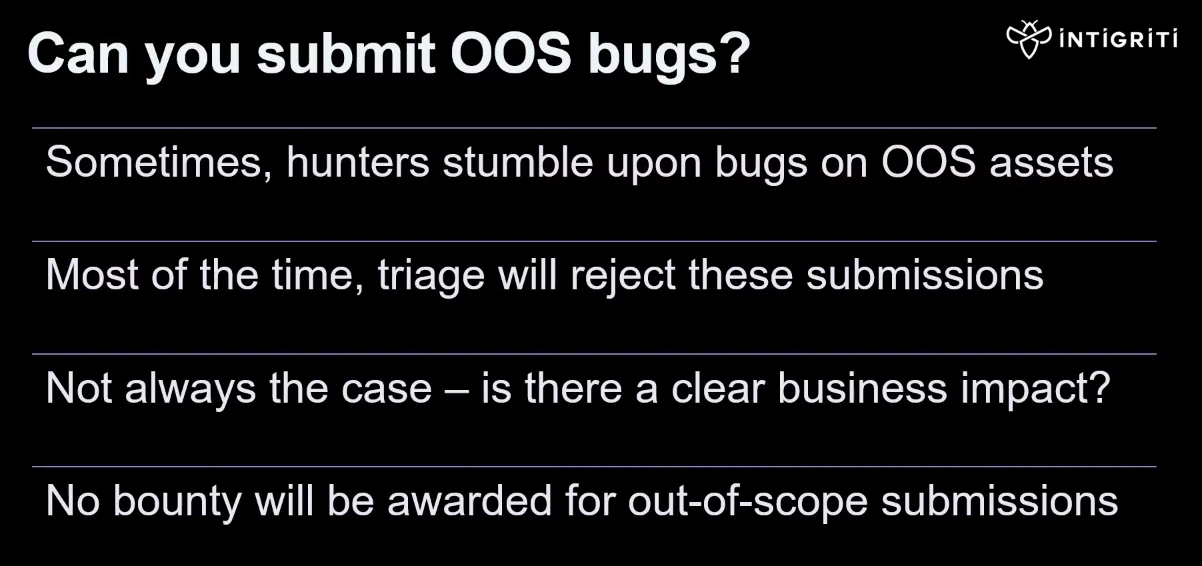 Can you submit OOS bugs?
INTIGRITI
Sometimes, hunters stumble upon bugs on OOS assets
Most of the time, triage will reject these submissions
Not always the case – is there a clear business impact?
No bounty will be awarded for out-of-scope submissions